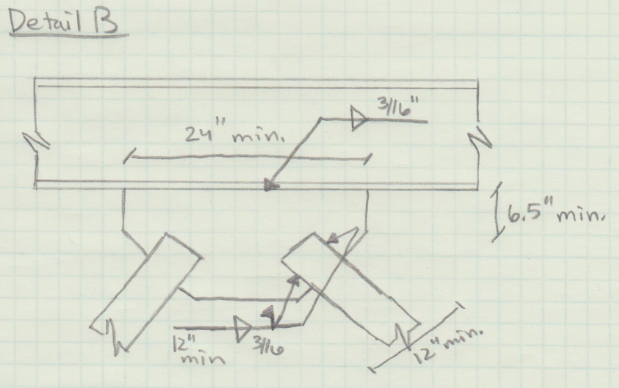 Detail B
3/16"
24" min.
6.5" min.
12" min
3/16
12" min.